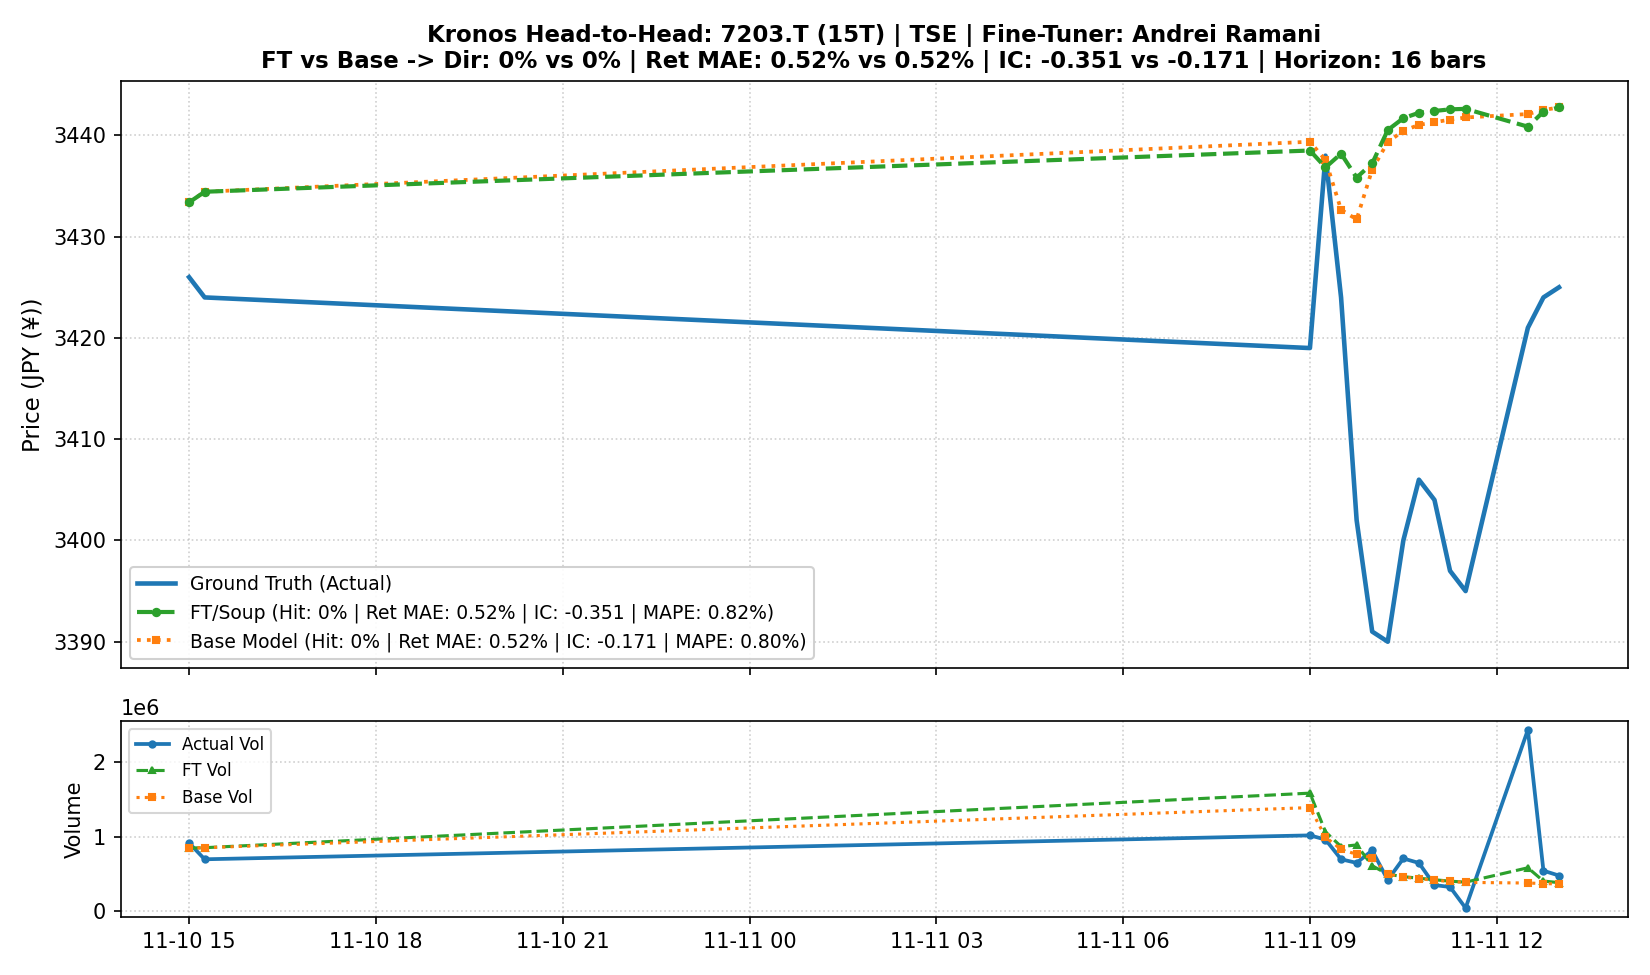 Kronos Head-to-Head: 7203.T (15T) | TSE | Fine-Tuner: Andrei Ramani
FT vs Base -> Dir: 0% vs 0% | Ret MAE: 0.52% vs 0.52% | IC: -0.351 vs -0.171 | Horizon: 16 bars
Price (JPY (¥))
3440
3430
3420
3410
3400
3390
Ground Truth (Actual)
FT/Soup (Hit: 0% | Ret MAE: 0.52% | IC: -0.351 | MAPE: 0.82%)
Base Model (Hit: 0% | Ret MAE: 0.52% | IC: -0.171 | MAPE: 0.80%)
1e6
Volume
2
1
0
Actual Vol
FT Vol
Base Vol
11-10 15
11-10 18
11-10 21
11-11 00
11-11 03
11-11 06
11-11 09
11-11 12